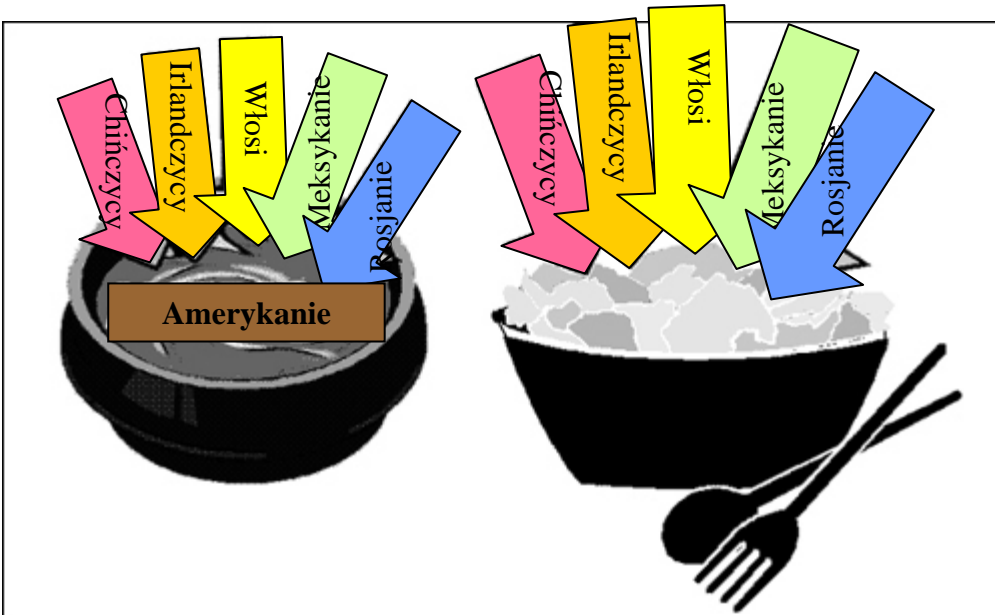 Chińczycy
Irlandczycy
Włosi
Meksykanie
Rosjanie
Amerykanie
Chińczycy
Irlandczycy
Włosi
Meksykanie
Rosjanie